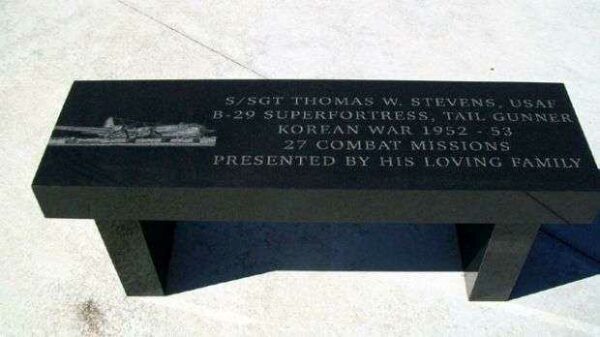 S/SGT THOMAS W. STEVENS, USAF
B-29 SUPERFORTRESS, TAIL GUNNER
KOREAN WAR 1952 - 53
27 COMBAT MISSIONS
PRESENTED BY HIS LOVING FAMILY